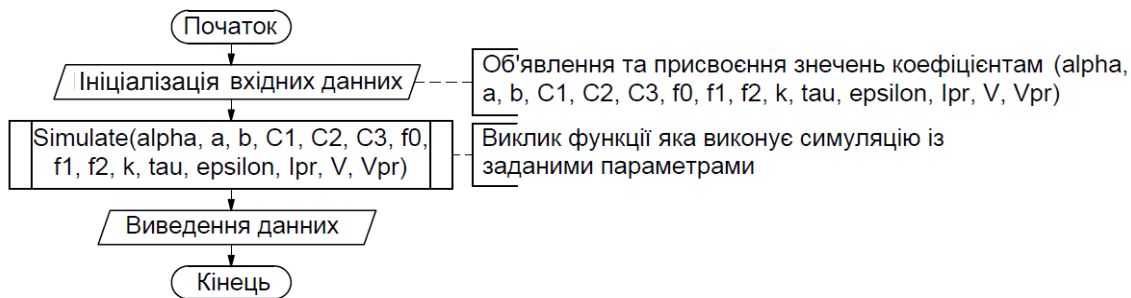 Початок
Ініціалізація вхідних данних
Об'явлення та присвоєння знечень коефіцієнтам (alpha,
a, b, C1, C2, C3, f0, f1, f2, k, tau, epsilon, Ipr, V, Vpr)
Simulate(alpha, a, b, C1, C2, C3, f0,
f1, f2, k, tau, epsilon, Ipr, V, Vpr)
Виклик функції яка виконує симуляцію із
заданими параметрами
Виведення данних
Кінець